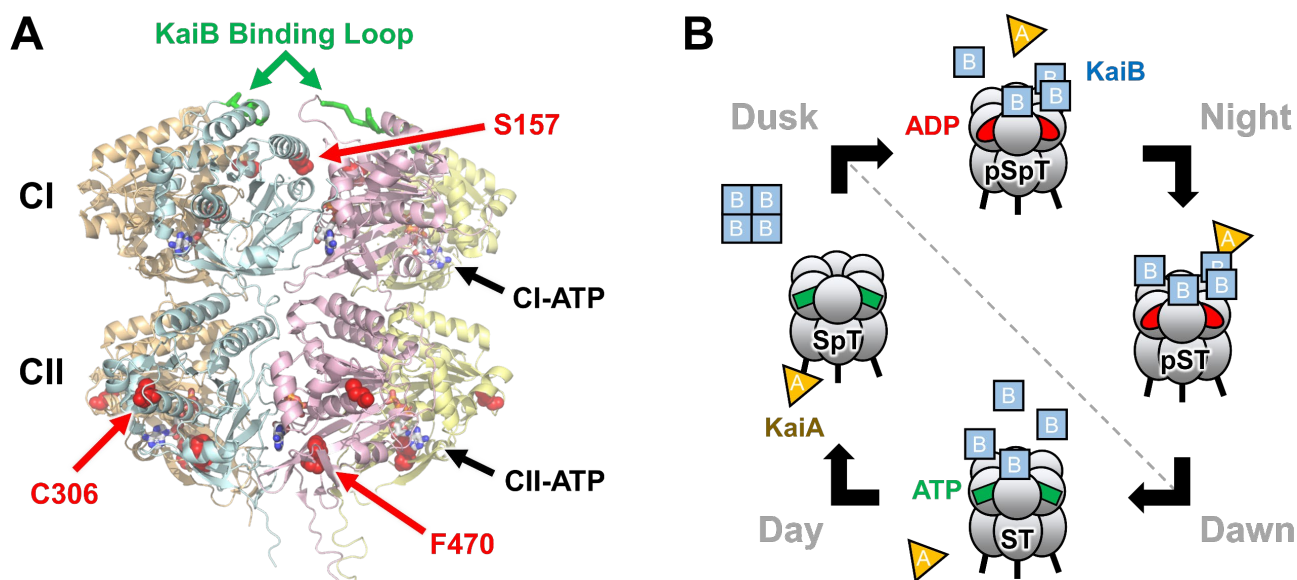 A
KaiB Binding Loop
S157
CI
CI-ATP
CII
CII-ATP
C306
F470
B
A
B
B
B
B
KaiB
Dusk
Night
ADP
pSpT
B B
B B
A
B
B
B
B
B
pST
SpT
A
KaiA
B
B
B
B
ATP
ST
A
Day
Dawn